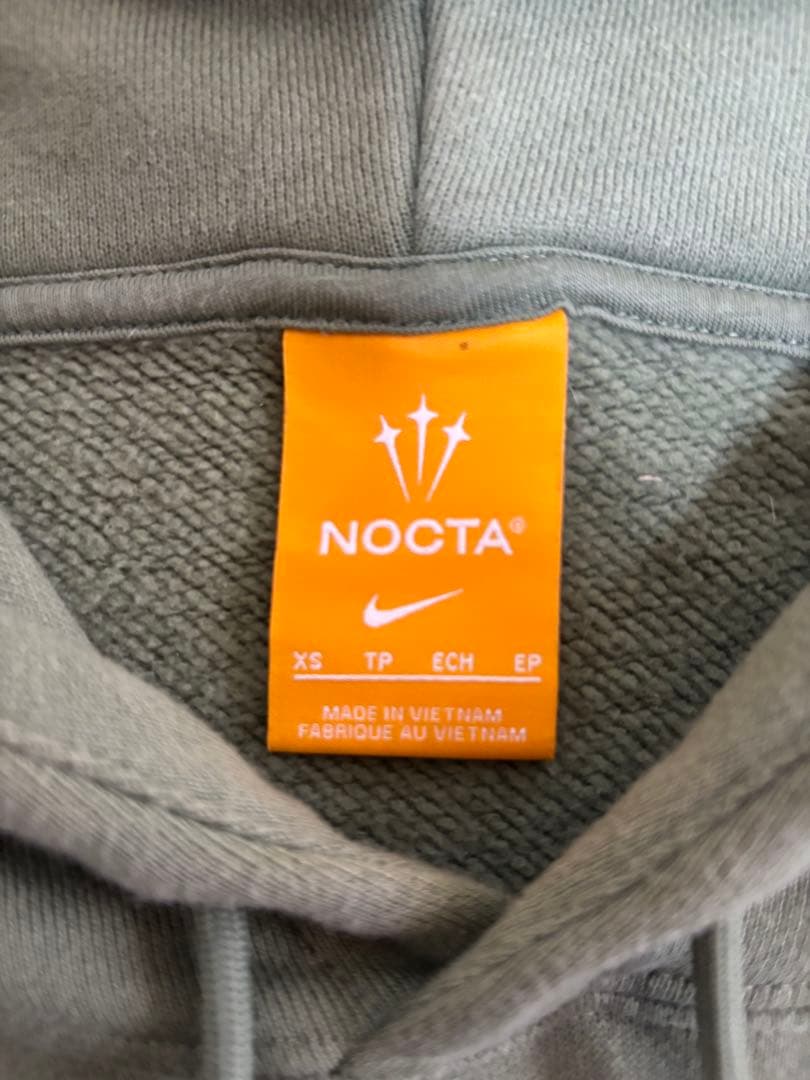 NOCTA®
XS TP ECH EP
MADE IN VIETNAM
FABRIQUE AU VIETNAM